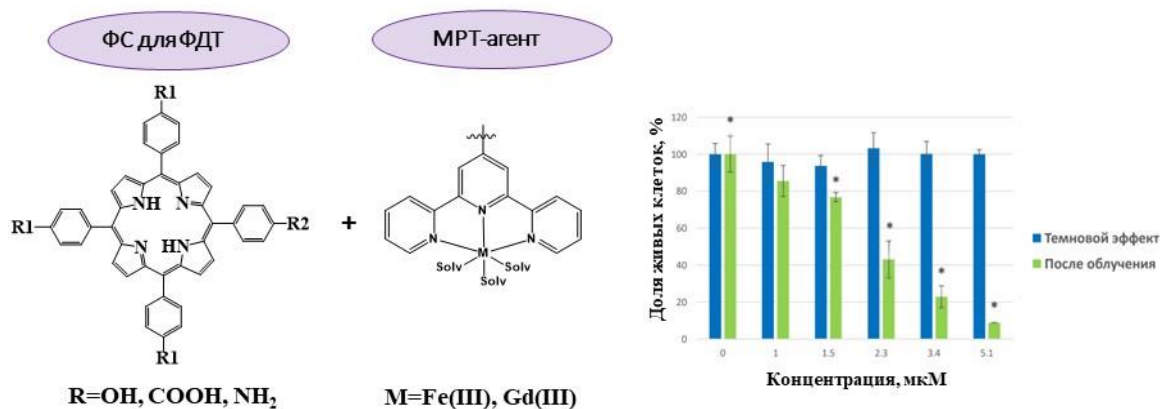 ФС для ФДТ
МРТ-агент
R1
NH
N
R1
R2
N
HN
R1
+
N
N
N
M
Solv
Solv
Solv
R=OH, COOH, NH₂
M=Fe(III), Gd(III)
Доля живых клеток, %
120
100
80
60
40
20
0
*
*
*
*
*
0 1 1.5 2.3 3.4 5.1
Концентрация, мкМ
Темновой эффект
После облучения